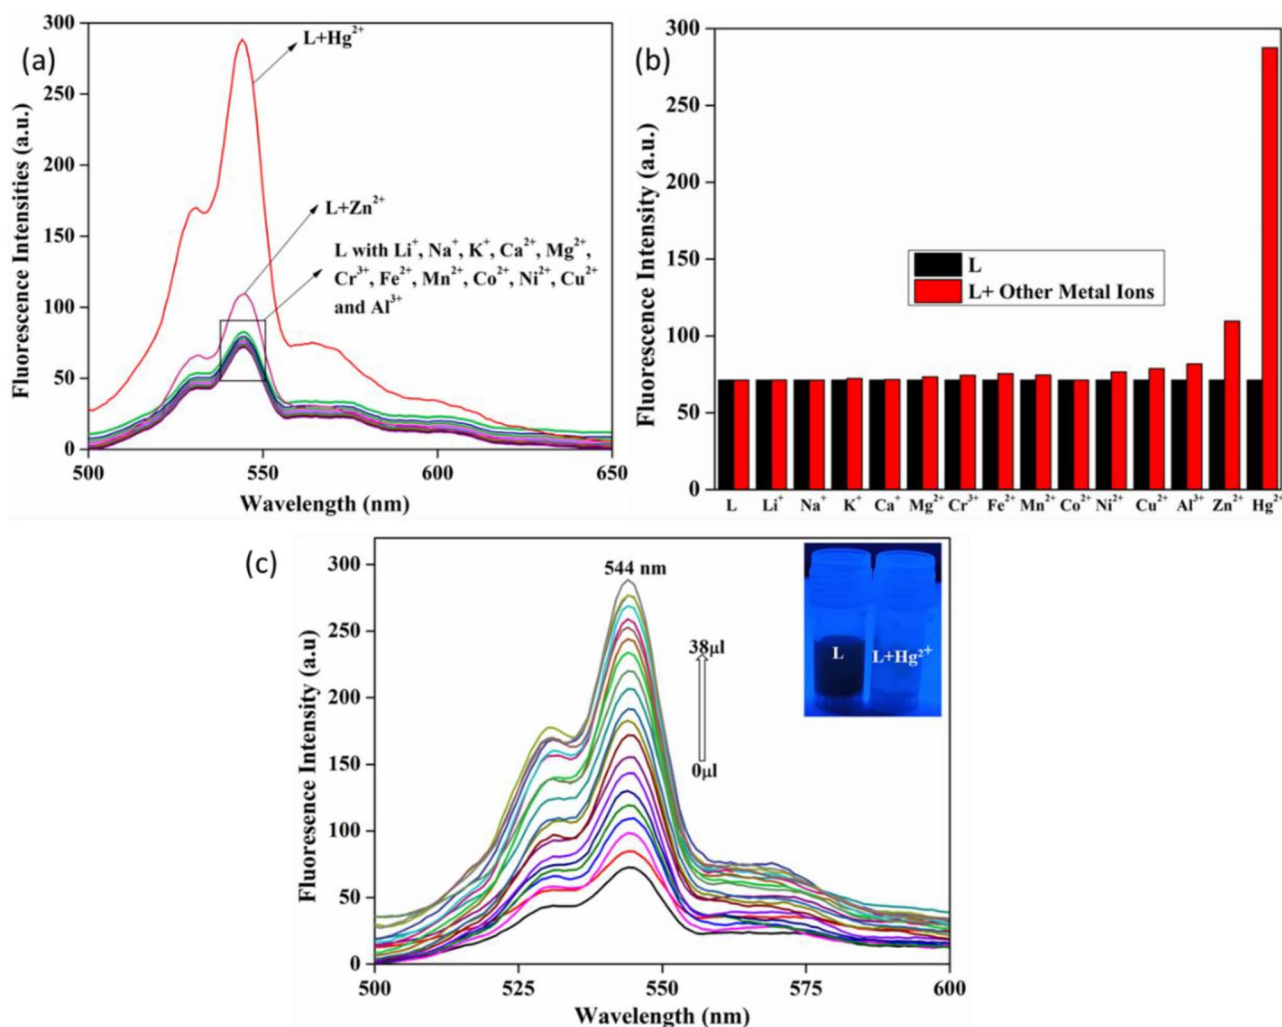 (a)
300
250
200
150
100
50
0
Fluorescence Intensities (a.u.)
L+Hg²⁺
L+Zn²⁺
L with Li⁺, Na⁺, K⁺, Ca²⁺, Mg²⁺,
Cr³⁺, Fe²⁺, Mn²⁺, Co²⁺, Ni²⁺, Cu²⁺
and Al³⁺
500 550 600 650
Wavelength (nm)
(b)
300
250
200
150
100
50
0
Fluorescence Intensity (a.u.)
L
L+ Other Metal Ions
L Li⁺ Na⁺ K⁺ Ca⁺ Mg²⁺ Cr³⁺ Fe²⁺ Mn²⁺ Co²⁺ Ni²⁺ Cu²⁺ Al³⁺ Zn²⁺ Hg²⁺
(c)
300
250
200
150
100
50
0
Fluoresence Intensity (a.u)
544 nm
38µl
0µl
L
L+Hg²⁺
500 525 550 575 600
Wavelength (nm)